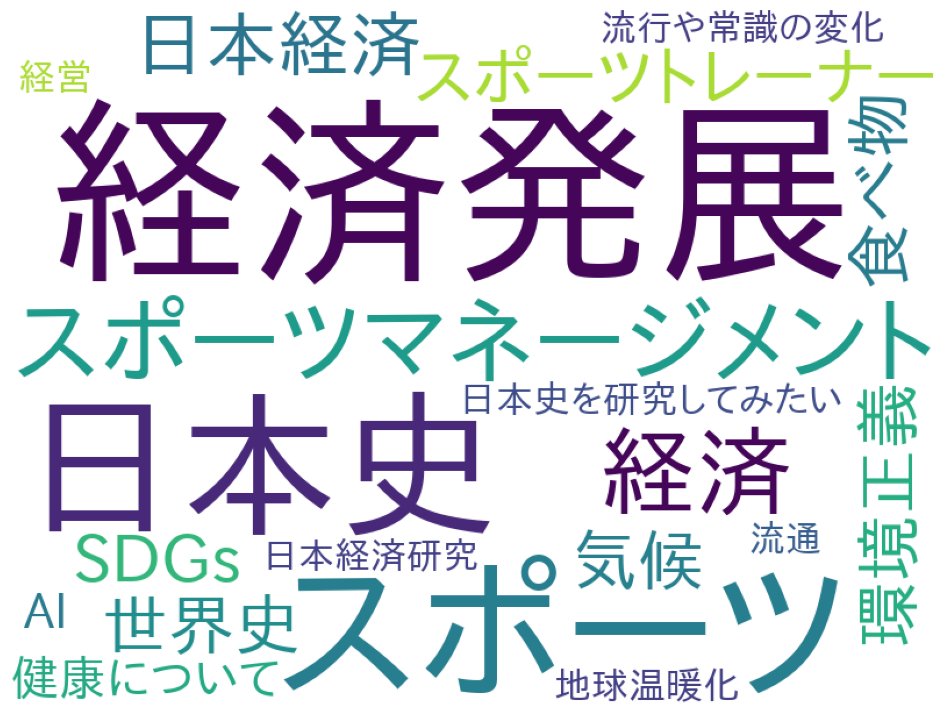 日本経済
流行や常識の変化
経営
スポーツトレーナー
経済発展
食べ物
スポーツマネージメント
日本史
日本史を研究してみたい
経済
環境正義
SDGs
日本経済研究
気候
流通
AI
世界史
スポーツ
健康について
地球温暖化